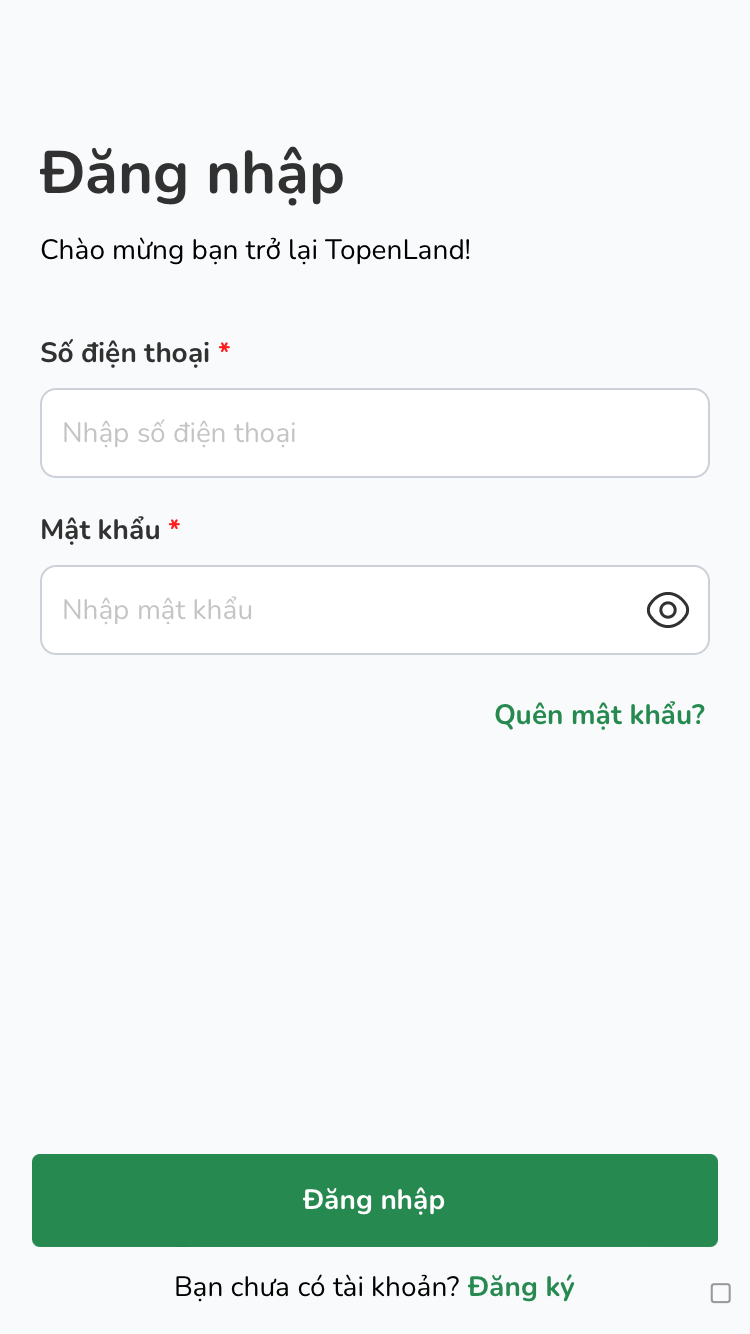 Đăng nhập
Chào mừng bạn trở lại TopenLand!
Số điện thoại *
Nhập số điện thoại
Mật khẩu *
Nhập mật khẩu
Quên mật khẩu?
Đăng nhập
Bạn chưa có tài khoản? Đăng ký